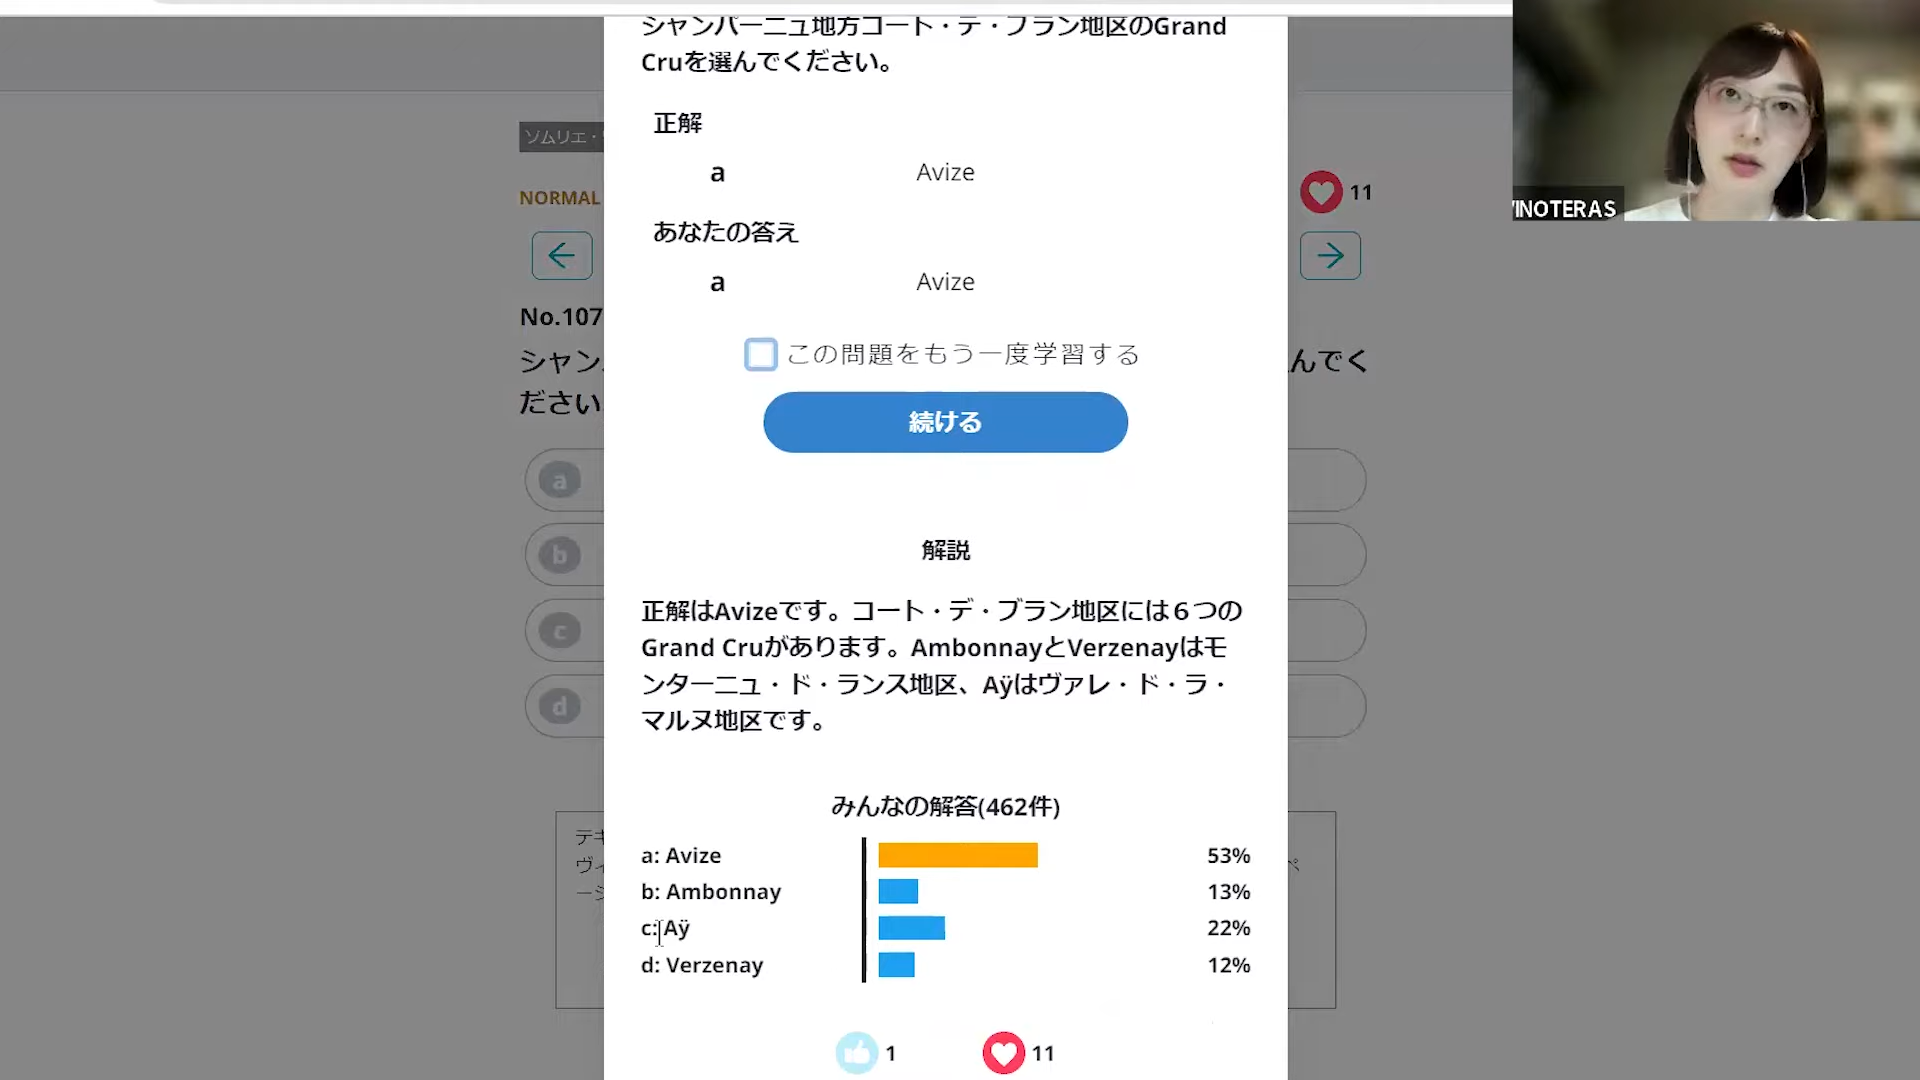 シャンパーニュ地方コート・デ・ブラン地区のGrand
Cruを選んでください。
正解
a Avize
あなたの答え
a Avize
この問題をもう一度学習する
続ける
解説
正解はAvizeです。コート・デ・ブラン地区には６つの
Grand Cruがあります。AmbonnayとVerzenayはモ
ンターニュ・ド・ランス地区、Aÿはヴァレ・ド・ラ・
マルヌ地区です。
みんなの解答(462件)
a: Avize 53%
b: Ambonnay 13%
c: Aÿ 22%
d: Verzenay 12%
1 11
ソムリエ・
NORMAL
11
No.107
シャン んでく
ださい
a
b
c
d
テキ
ヴィ ペ
ージ
VINOTERAS